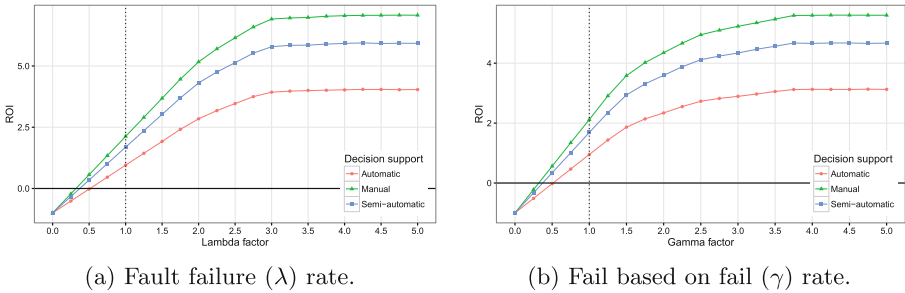 ROI
5.0
2.5
0.0
Decision support
Automatic
Manual
Semi−automatic
0.0 0.5 1.0 1.5 2.0 2.5 3.0 3.5 4.0 4.5 5.0
Lambda factor
(a) Fault failure (λ) rate.
ROI
4
2
0
Decision support
Automatic
Manual
Semi−automatic
0.0 0.5 1.0 1.5 2.0 2.5 3.0 3.5 4.0 4.5 5.0
Gamma factor
(b) Fail based on fail (γ) rate.